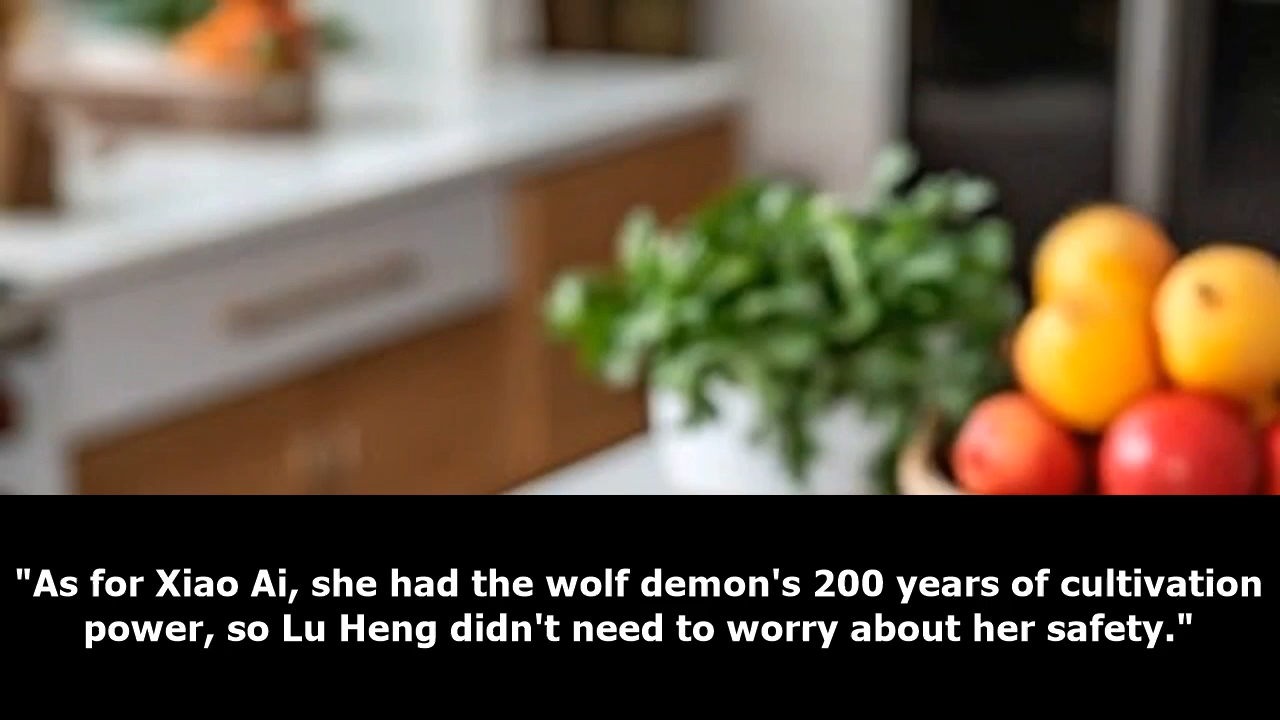 "As for Xiao Ai, she had the wolf demon's 200 years of cultivation
power, so Lu Heng didn't need to worry about her safety."